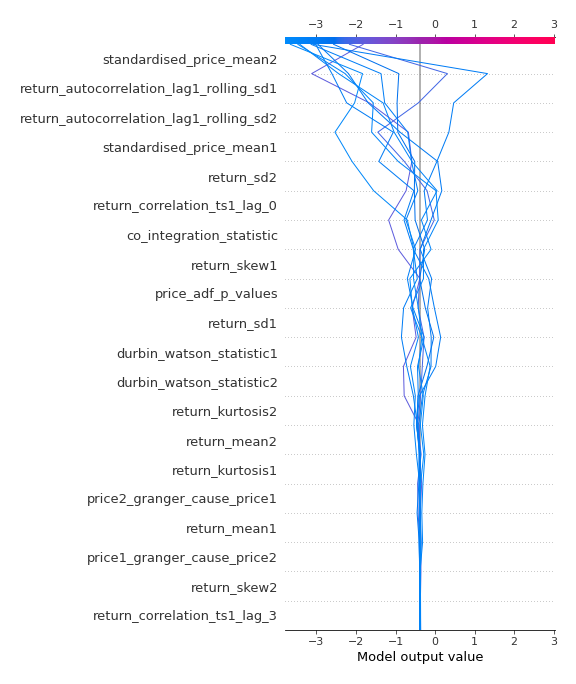 −3 −2 −1 0 1 2 3
standardised_price_mean2
return_autocorrelation_lag1_rolling_sd1
return_autocorrelation_lag1_rolling_sd2
standardised_price_mean1
return_sd2
return_correlation_ts1_lag_0
co_integration_statistic
return_skew1
price_adf_p_values
return_sd1
durbin_watson_statistic1
durbin_watson_statistic2
return_kurtosis2
return_mean2
return_kurtosis1
price2_granger_cause_price1
return_mean1
price1_granger_cause_price2
return_skew2
return_correlation_ts1_lag_3
−3 −2 −1 0 1 2 3
Model output value